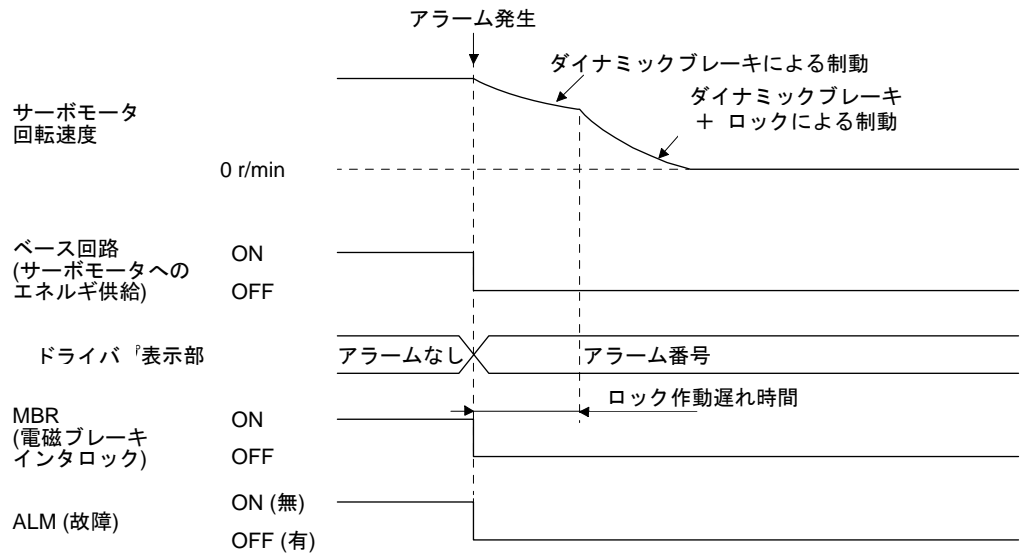 アラーム発生
ダイナミックブレーキによる制動
ダイナミックブレーキ
＋ ロックによる制動
サーボモータ
回転速度
0 r/min
ベース回路
(サーボモータへの
エネルギ供給)
ON
OFF
ドライバ 表示部
アラームなし
アラーム番号
ロック作動遅れ時間
MBR
(電磁ブレーキ
インタロック)
ON
OFF
ALM (故障)
ON (無)
OFF (有)